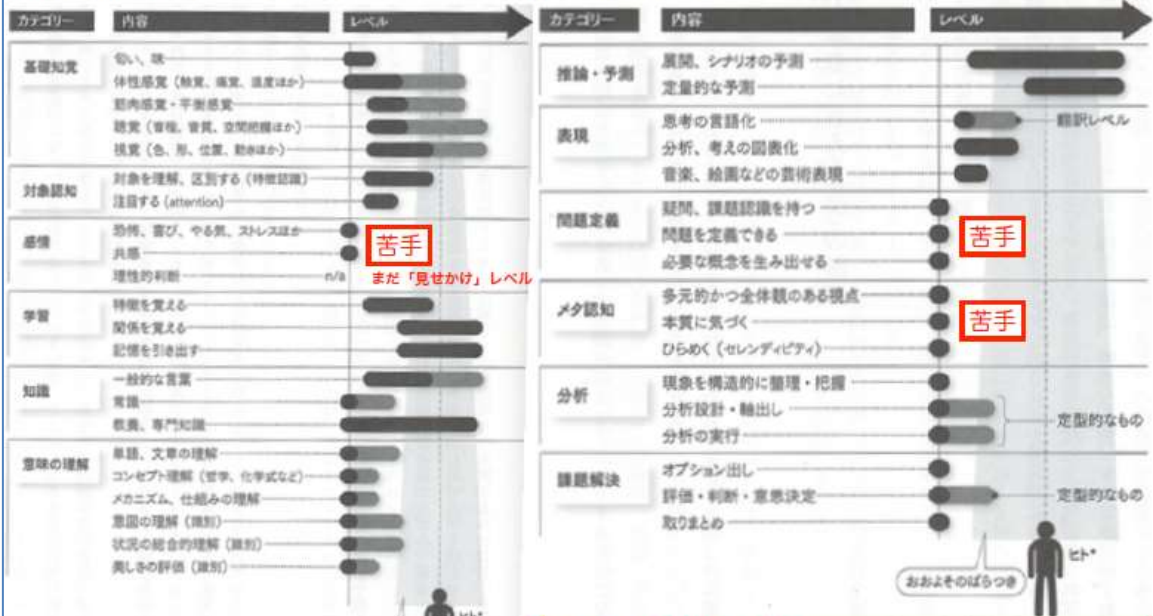 カテゴリー 内容 レベル
基礎知覚
匂い、味
体性感覚（触覚、痛覚、温度ほか）
筋肉感覚・平衡感覚
聴覚（音程、音質、空間把握ほか）
視覚（色、形、位置、動きほか）
対象認知
対象を理解、区別する（特徴認識）
注目する（attention）
感情
恐怖、喜び、やる気、ストレスほか
共感
理性的判断 n/a
苦手
まだ「見せかけ」レベル
学習
特徴を覚える
関係を覚える
記憶を引き出す
知識
一般的な言葉
常識
教養、専門知識
意味の理解
単語、文章の理解
コンセプト理解（哲学、化学式など）
メカニズム、仕組みの理解
意図の理解（識別）
状況の総合的理解（識別）
美しさの評価（識別）
ヒト*
カテゴリー 内容 レベル
推論・予測
展開、シナリオの予測
定量的な予測
表現
思考の言語化 翻訳レベル
分析、考えの図表化
音楽、絵画などの芸術表現
問題定義
疑問、課題認識を持つ
問題を定義できる
必要な概念を生み出せる
苦手
メタ認知
多元的かつ全体観のある視点
本質に気づく
ひらめく（セレンディピティ）
苦手
分析
現象を構造的に整理・把握
分析設計・軸出し
分析の実行
定型的なもの
課題解決
オプション出し
評価・判断・意思決定 定型的なもの
取りまとめ
おおよそのばらつき
ヒト*